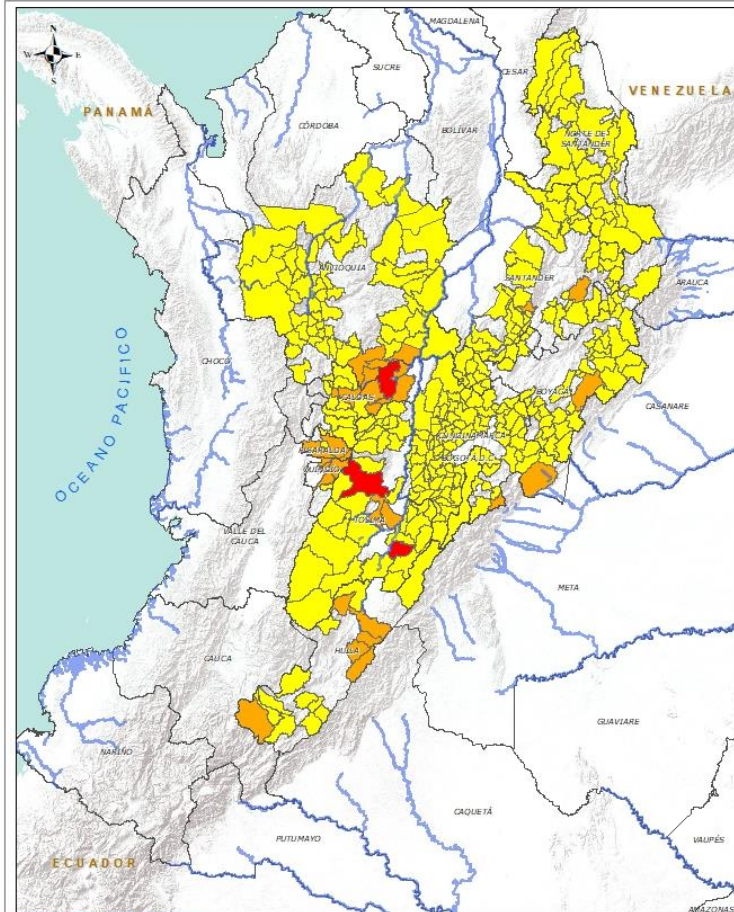 MAGDALENA
N
W E
S
SUCRE
CESAR
VENEZUELA
PANAMÁ
CÓRDOBA
BOLÍVAR
NORTE DE
SANTANDER
ANTIOQUIA
SANTANDER
ARAUCA
CHOCÓ
OCEANO PACIFICO
CALDAS
BOYACÁ
CASANARE
CUNDINAMARCA
RISARALDA
BOGOTÁ D.C.
QUINDÍO
TOLIMA
VALLE DEL
CAUCA
META
CAUCA
HUILA
GUAVIARE
NARIÑO
CAQUETÁ
PUTUMAYO
VAUPÉS
ECUADOR
AMAZONAS